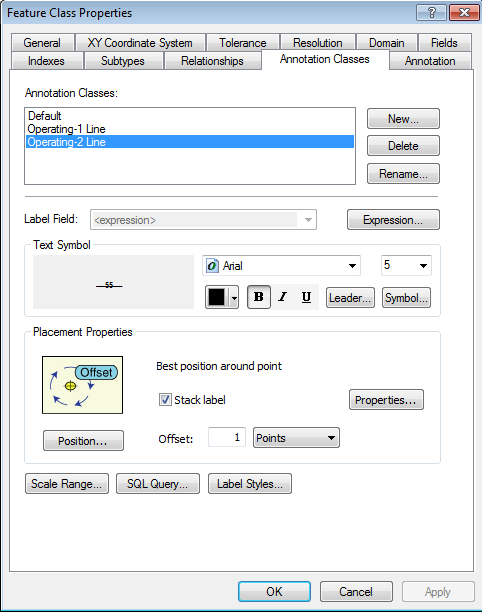 Feature Class Properties
General XY Coordinate System Tolerance Resolution Domain Fields
Indexes Subtypes Relationships Annotation Classes Annotation
Annotation Classes:
Default
Operating-1 Line
Operating-2 Line
New...
Delete
Rename...
Label Field: <expression> Expression...
Text Symbol
55
Arial 5
B I U Leader... Symbol...
Placement Properties
Offset
Best position around point
Stack label Properties...
Position... Offset: 1 Points
Scale Range... SQL Query... Label Styles...
OK Cancel Apply